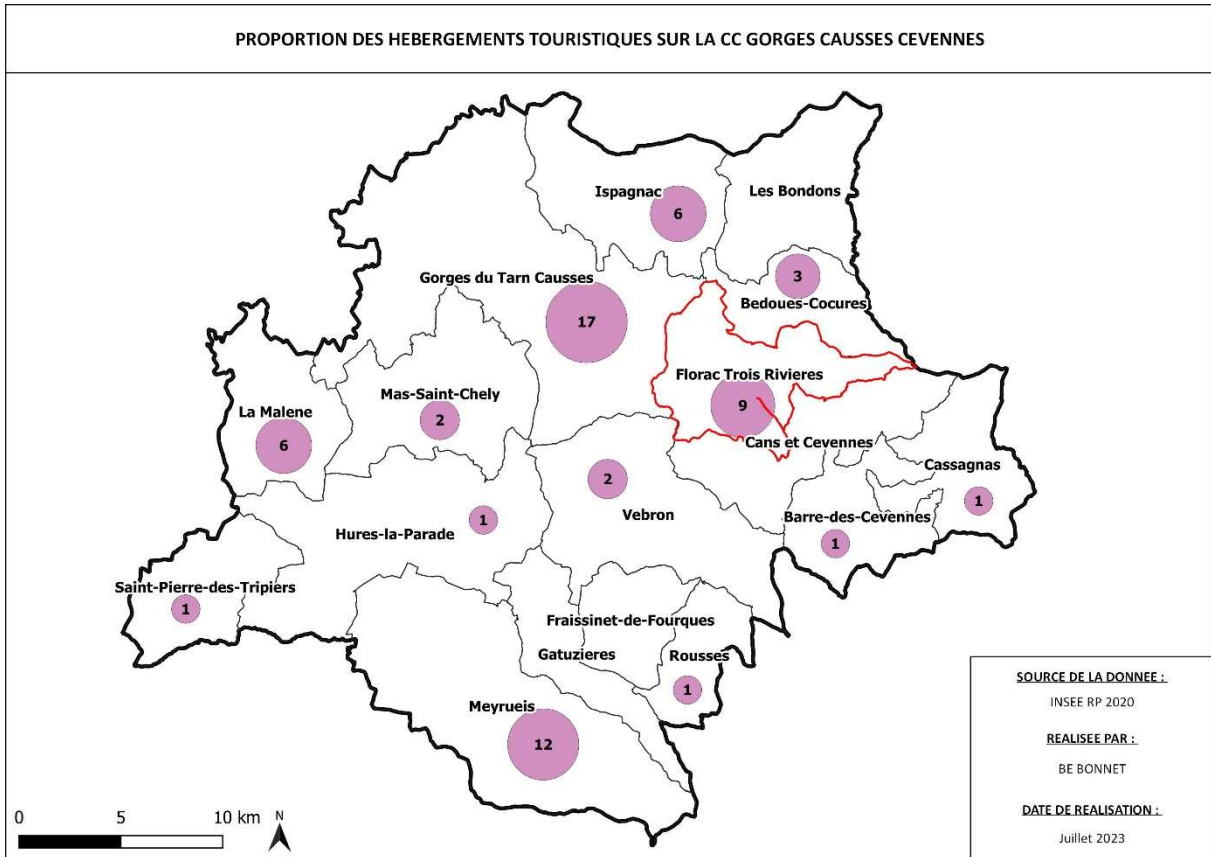 PROPORTION DES HEBERGEMENTS TOURISTIQUES SUR LA CC GORGES CAUSSES CEVENNES
Ispagnac
6
Les Bondons
3
Bedoues-Cocures
Gorges du Tarn Causses
17
Florac Trois Rivieres
9
Mas-Saint-Chely
2
La Malene
6
Cans et Cevennes
Cassagnas
1
2
Vebron
Barre-des-Cevennes
1
Hures-la-Parade
1
Saint-Pierre-des-Tripiers
1
Fraissinet-de-Fourques
Gatuzieres
Rousses
1
Meyrueis
12
SOURCE DE LA DONNEE :
INSEE RP 2020
REALISEE PAR :
BE BONNET
DATE DE REALISATION :
Juillet 2023
0 5 10 km N